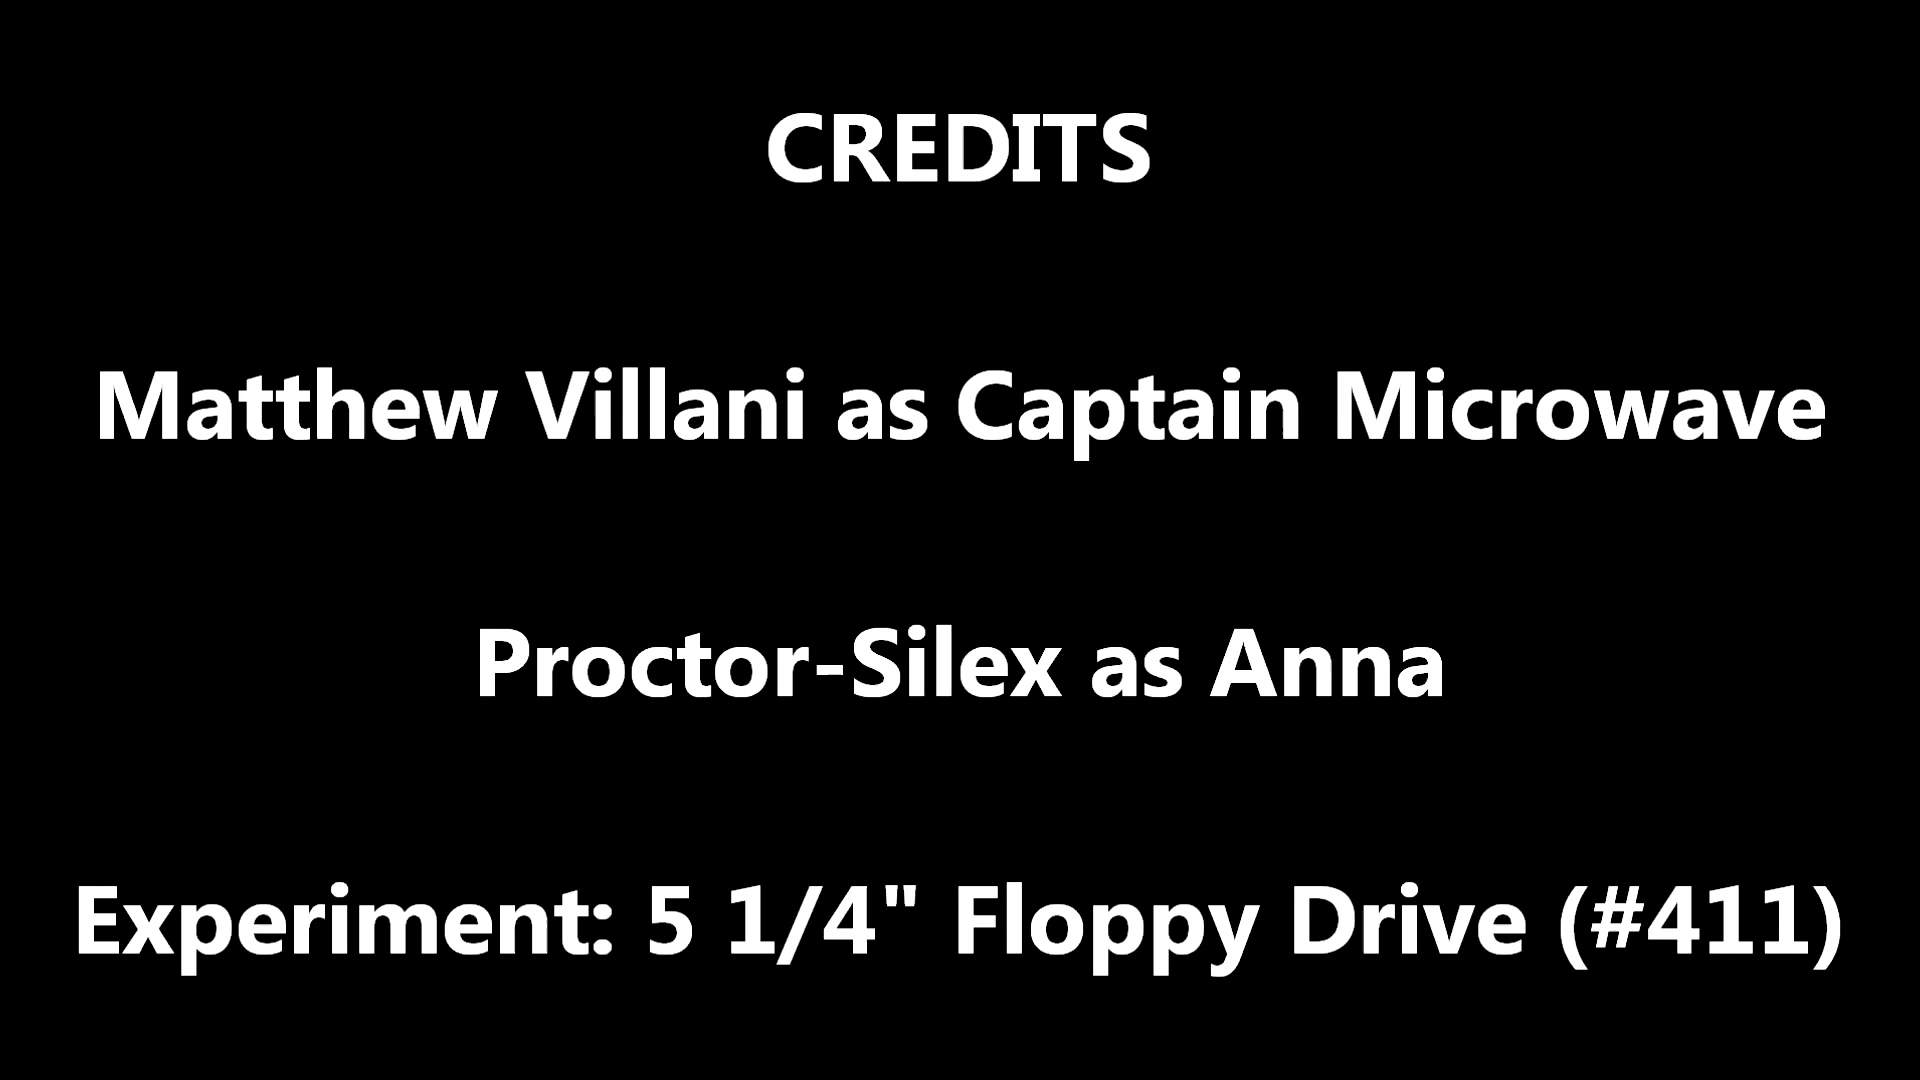 CREDITS
Matthew Villani as Captain Microwave
Proctor-Silex as Anna
Experiment: 5 1/4" Floppy Drive (#411)